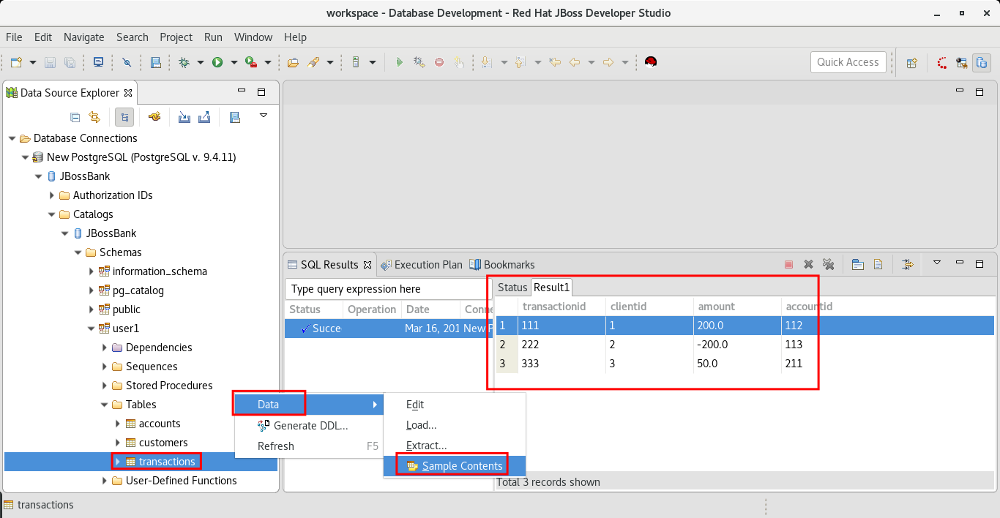 workspace - Database Development - Red Hat JBoss Developer Studio
File Edit Navigate Search Project Run Window Help
Quick Access
Data Source Explorer
Database Connections
New PostgreSQL (PostgreSQL v. 9.4.11)
JBossBank
Authorization IDs
Catalogs
JBossBank
Schemas
information_schema
pg_catalog
public
user1
Dependencies
Sequences
Stored Procedures
Tables
accounts
customers
transactions
User-Defined Functions
Data
Generate DDL...
Refresh F5
Edit
Load...
Extract...
Sample Contents
SQL Results Execution Plan Bookmarks
Type query expression here
Status Operation Date Conne
Succe Mar 16, 201 New P
Status Result1
transactionid clientid amount accountid
1 111 1 200.0 112
2 222 2 -200.0 113
3 333 3 50.0 211
Total 3 records shown
transactions